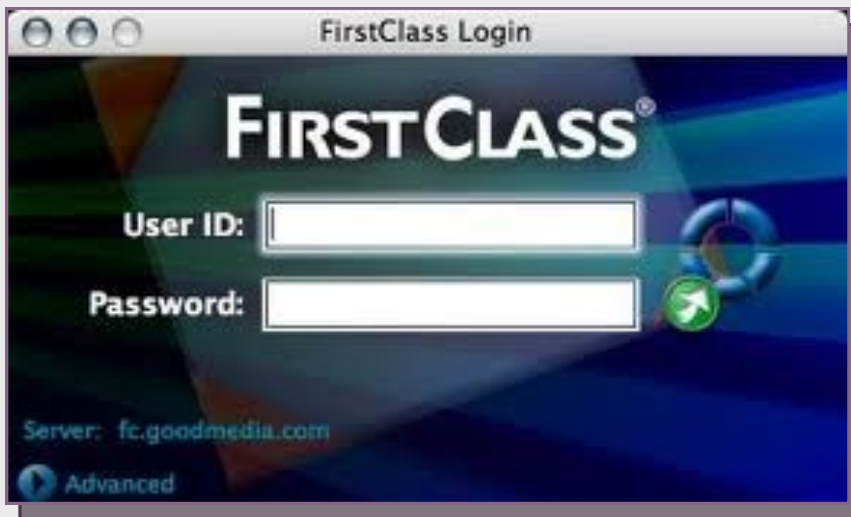 FirstClass Login
FIRSTCLASS®
User ID:
Password:
Server: fc.goodmedia.com
Advanced